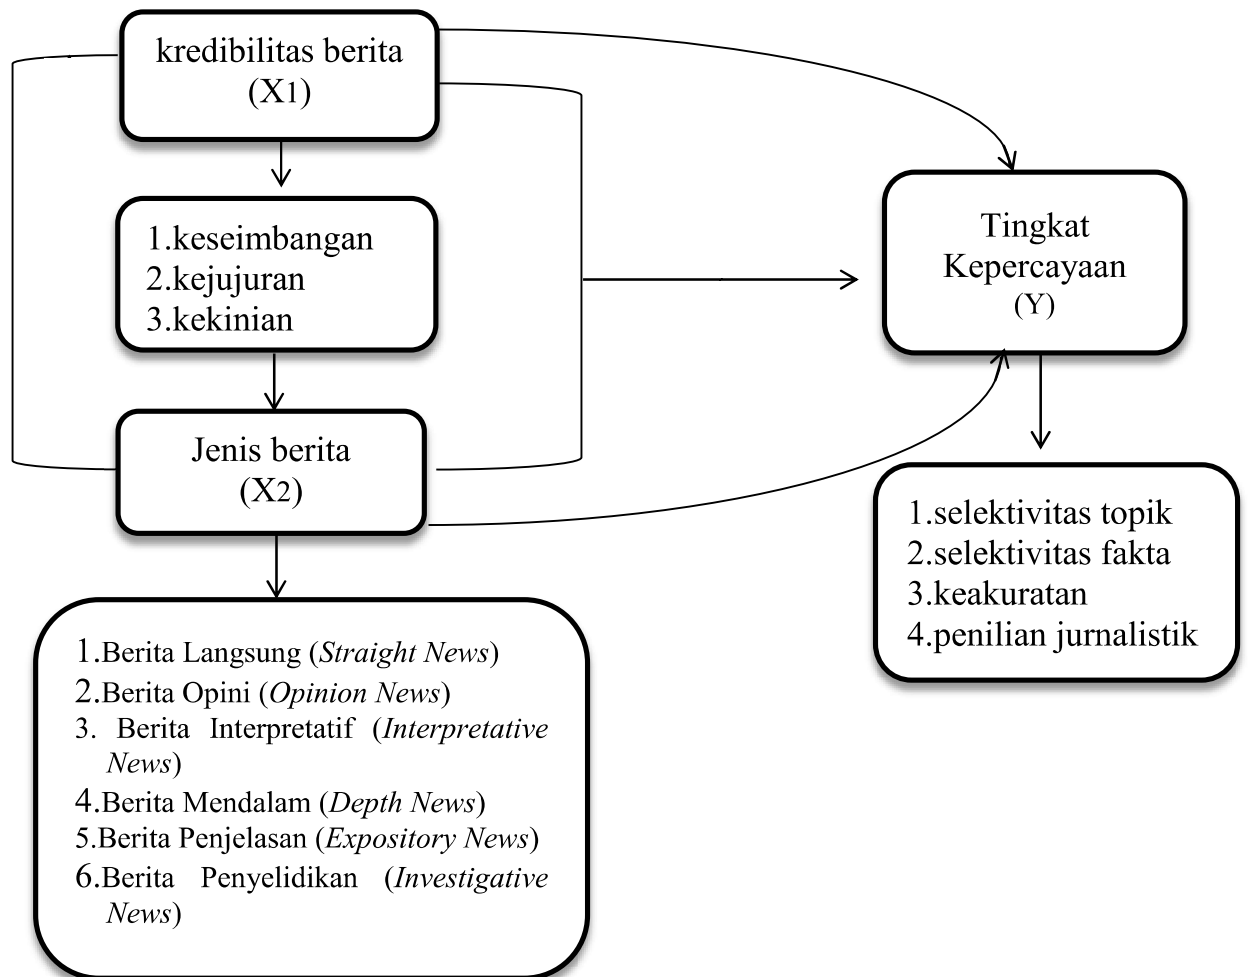 kredibilitas berita
(X1)
1.keseimbangan
2.kejujuran
3.kekinian
Jenis berita
(X2)
1.Berita Langsung (Straight News)
2.Berita Opini (Opinion News)
3. Berita Interpretatif (Interpretative
News)
4.Berita Mendalam (Depth News)
5.Berita Penjelasan (Expository News)
6.Berita Penyelidikan (Investigative
News)
Tingkat
Kepercayaan
(Y)
1.selektivitas topik
2.selektivitas fakta
3.keakuratan
4.penilian jurnalistik